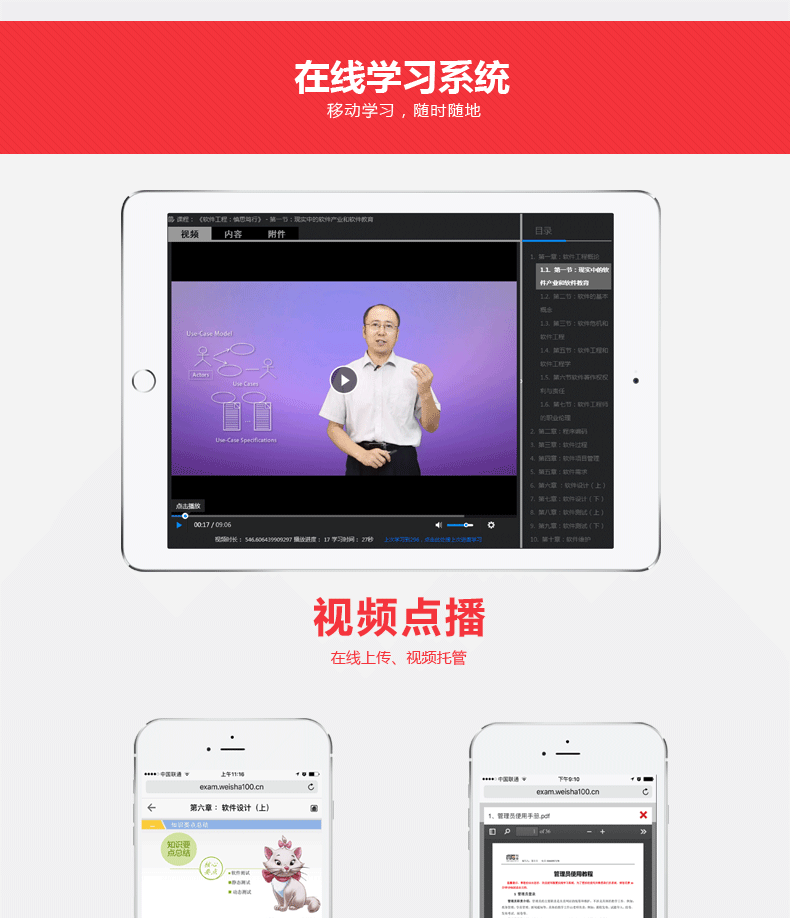 在线学习系统
移动学习，随时随地
课程：《软件工程：慎思笃行》 - 第一节：现实中的软件产业和软件教育
视频 内容 附件
目录
1. 第一章：软件工程概论
1.1. 第一节：现实中的软
件产业和软件教育
1.2. 第二节：软件的基本
概念
1.3. 第三节：软件危机和
软件工程
1.4. 第五节：软件工程和
软件工程学
1.5. 第六节软件著作权权
利与责任
1.6. 第七节：软件工程师
的职业伦理
2. 第二章：程序编码
3. 第三章：软件过程
4. 第四章：软件项目管理
5. 第五章：软件需求
6. 第六章：软件设计（上）
7. 第七章：软件设计（下）
8. 第八章：软件测试（上）
9. 第九章：软件测试（下）
10. 第十章：软件维护
Use-Case Model
Actors
Use Cases
Use-Case Specifications
点击播放
00:17 / 09:06
视频时长： 546.606439909297 播放进度： 17 学习时间： 27秒
视频点播
在线上传、视频托管
中国联通 上午11:16
exam.weisha100.cn
第六章：软件设计（上）
知识要点总结
知识要
点总结
核心
要点
软件测试
静态测试
动态测试
中国联通 下午9:10
exam.weisha100.cn
1、管理员使用手册.pdf
1 of 36
管理员使用教程